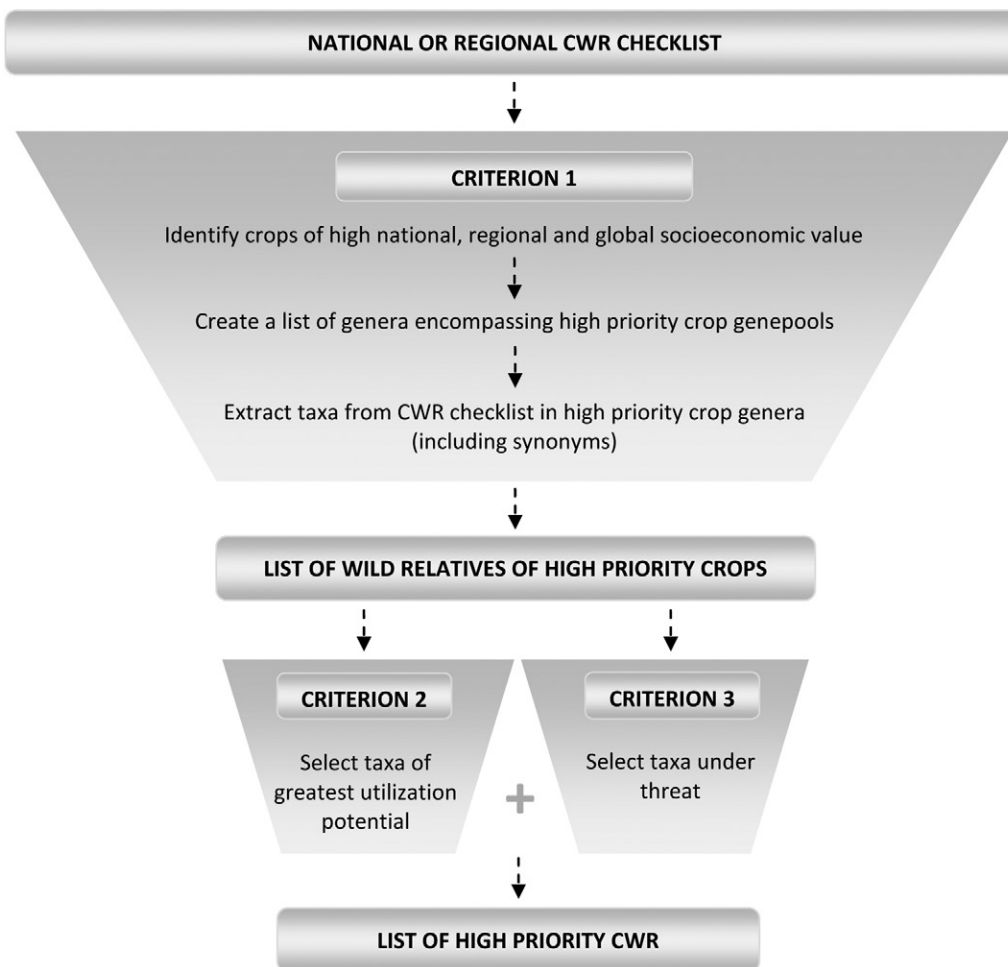 NATIONAL OR REGIONAL CWR CHECKLIST
CRITERION 1
Identify crops of high national, regional and global socioeconomic value
Create a list of genera encompassing high priority crop genepools
Extract taxa from CWR checklist in high priority crop genera
(including synonyms)
LIST OF WILD RELATIVES OF HIGH PRIORITY CROPS
CRITERION 2
Select taxa of
greatest utilization
potential
+
CRITERION 3
Select taxa under
threat
LIST OF HIGH PRIORITY CWR